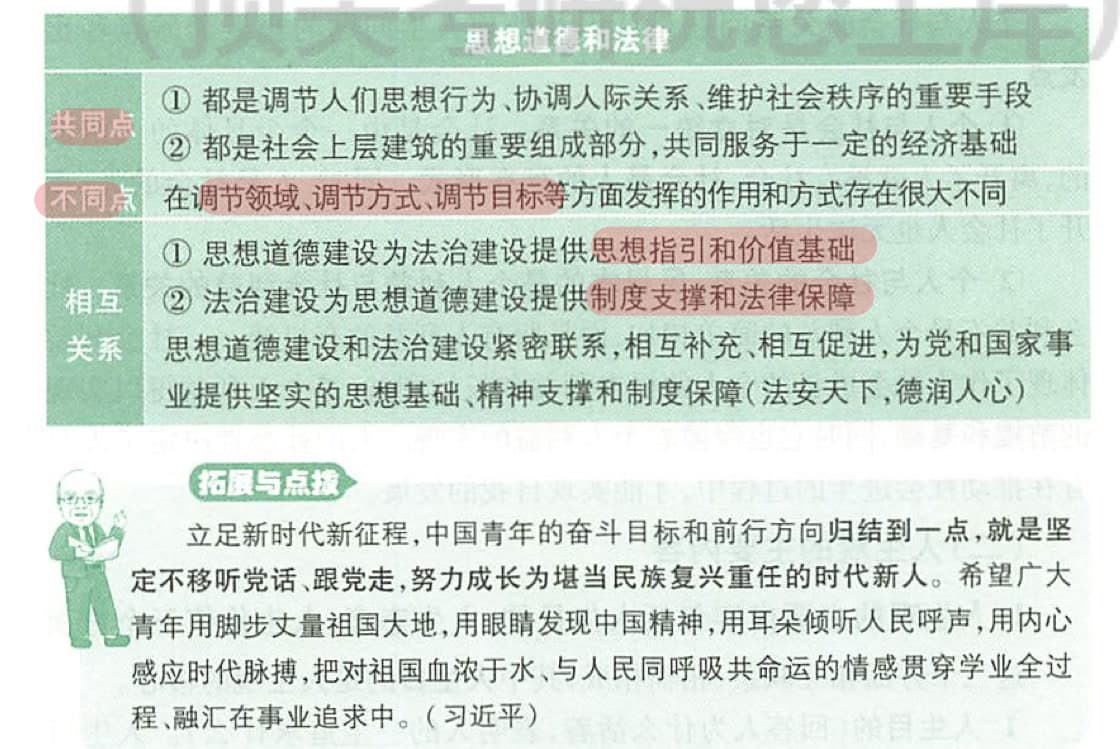 思想道德和法律
共同点
① 都是调节人们思想行为、协调人际关系、维护社会秩序的重要手段
② 都是社会上层建筑的重要组成部分,共同服务于一定的经济基础
不同点
在调节领域、调节方式、调节目标等方面发挥的作用和方式存在很大不同
相互
关系
① 思想道德建设为法治建设提供思想指引和价值基础
② 法治建设为思想道德建设提供制度支撑和法律保障
思想道德建设和法治建设紧密联系,相互补充、相互促进,为党和国家事
业提供坚实的思想基础、精神支撑和制度保障(法安天下,德润人心)
拓展与点拨
立足新时代新征程,中国青年的奋斗目标和前行方向归结到一点,就是坚
定不移听党话、跟党走,努力成长为堪当民族复兴重任的时代新人。希望广大
青年用脚步丈量祖国大地,用眼睛发现中国精神,用耳朵倾听人民呼声,用内心
感应时代脉搏,把对祖国血浓于水、与人民同呼吸共命运的情感贯穿学业全过
程、融汇在事业追求中。(习近平)